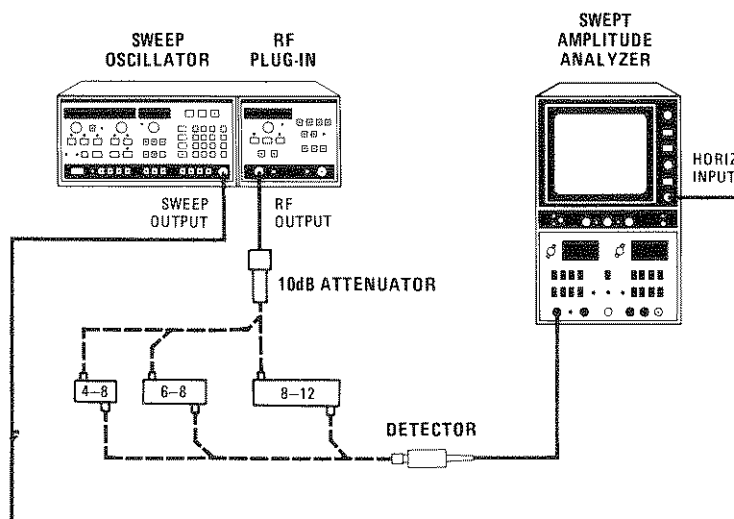 SWEEP
OSCILLATOR
RF
PLUG-IN
SWEPT
AMPLITUDE
ANALYZER
HORIZ
INPUT
SWEEP
OUTPUT
RF
OUTPUT
10dB ATTENUATOR
4–8
6–8
8–12
DETECTOR